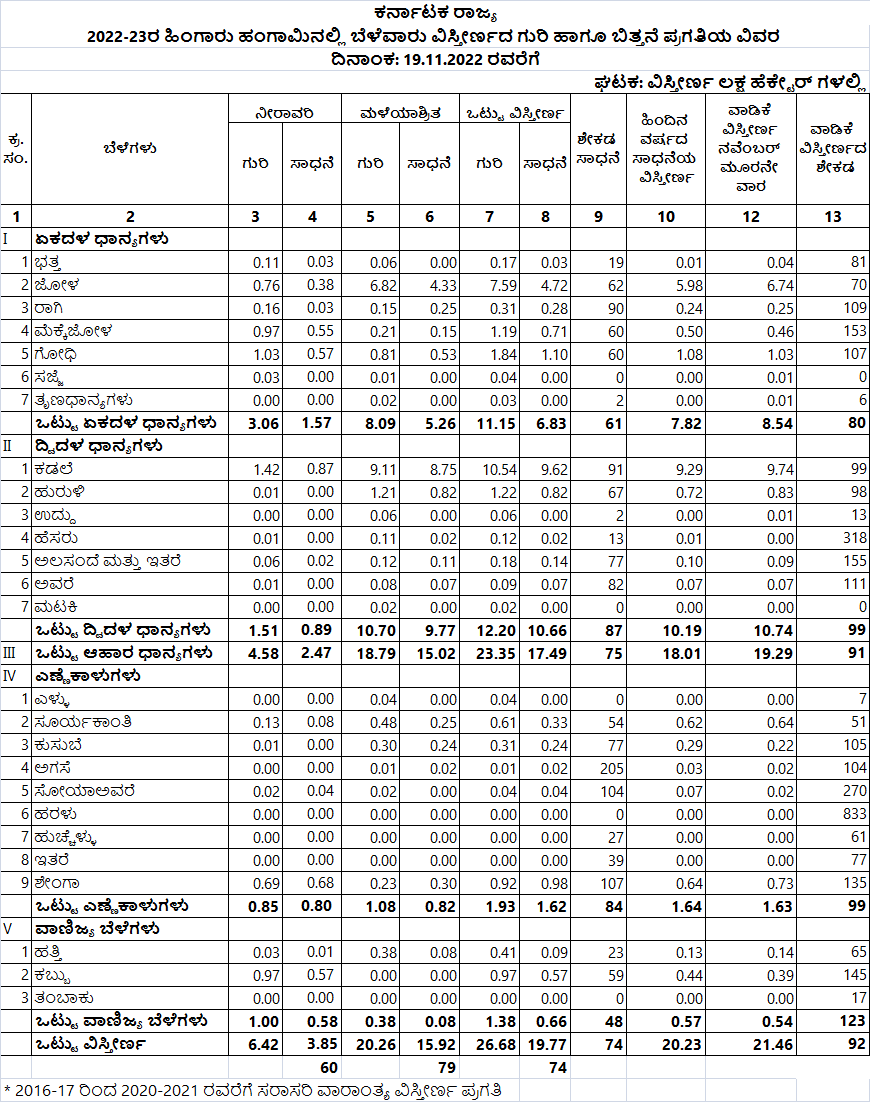 ಕರ್ನಾಟಕ ರಾಜ್ಯ
2022-23ರ ಹಿಂಗಾರು ಹಂಗಾಮಿನಲ್ಲಿ ಬೆಳೆವಾರು ವಿಸ್ತೀರ್ಣದ ಗುರಿ ಹಾಗೂ ಬಿತ್ತನೆ ಪ್ರಗತಿಯ ವಿವರ
ದಿನಾಂಕ: 19.11.2022 ರವರೆಗೆ
ಘಟಕ: ವಿಸ್ತೀರ್ಣ ಲಕ್ಷ ಹೆಕ್ಟೇರ್ ಗಳಲ್ಲಿ
ಕ್ರ. ಸಂ. ಬೆಳೆಗಳು ನೀರಾವರಿ ಮಳೆಯಾಶ್ರಿತ ಒಟ್ಟು ವಿಸ್ತೀರ್ಣ ಶೇಕಡ ಸಾಧನೆ ಹಿಂದಿನ ವರ್ಷದ ಸಾಧನೆಯ ವಿಸ್ತೀರ್ಣ ವಾಡಿಕೆ ವಿಸ್ತೀರ್ಣ ನವೆಂಬರ್ ಮೂರನೇ ವಾರ ವಾಡಿಕೆ ವಿಸ್ತೀರ್ಣದ ಶೇಕಡ
ಗುರಿ ಸಾಧನೆ ಗುರಿ ಸಾಧನೆ ಗುರಿ ಸಾಧನೆ
1 2 3 4 5 6 7 8 9 10 12 13
I ಏಕದಳ ಧಾನ್ಯಗಳು
1 ಭತ್ತ 0.11 0.03 0.06 0.00 0.17 0.03 19 0.01 0.04 81
2 ಜೋಳ 0.76 0.38 6.82 4.33 7.59 4.72 62 5.98 6.74 70
3 ರಾಗಿ 0.16 0.03 0.15 0.25 0.31 0.28 90 0.24 0.25 109
4 ಮೆಕ್ಕೆಜೋಳ 0.97 0.55 0.21 0.15 1.19 0.71 60 0.50 0.46 153
5 ಗೋಧಿ 1.03 0.57 0.81 0.53 1.84 1.10 60 1.08 1.03 107
6 ಸಜ್ಜೆ 0.03 0.00 0.01 0.00 0.04 0.00 0 0.00 0.01 0
7 ತೃಣಧಾನ್ಯಗಳು 0.00 0.00 0.02 0.00 0.03 0.00 2 0.00 0.01 6
ಒಟ್ಟು ಏಕದಳ ಧಾನ್ಯಗಳು 3.06 1.57 8.09 5.26 11.15 6.83 61 7.82 8.54 80
II ದ್ವಿದಳ ಧಾನ್ಯಗಳು
1 ಕಡಲೆ 1.42 0.87 9.11 8.75 10.54 9.62 91 9.29 9.74 99
2 ಹುರುಳಿ 0.01 0.00 1.21 0.82 1.22 0.82 67 0.72 0.83 98
3 ಉದ್ದು 0.00 0.00 0.06 0.00 0.06 0.00 2 0.00 0.01 13
4 ಹೆಸರು 0.01 0.00 0.11 0.02 0.12 0.02 13 0.01 0.00 318
5 ಅಲಸಂದೆ ಮತ್ತು ಇತರೆ 0.06 0.02 0.12 0.11 0.18 0.14 77 0.10 0.09 155
6 ಅವರೆ 0.01 0.00 0.08 0.07 0.09 0.07 82 0.07 0.07 111
7 ಮಟಕಿ 0.00 0.00 0.02 0.00 0.02 0.00 0 0.00 0.00 0
ಒಟ್ಟು ದ್ವಿದಳ ಧಾನ್ಯಗಳು 1.51 0.89 10.70 9.77 12.20 10.66 87 10.19 10.74 99
III ಒಟ್ಟು ಆಹಾರ ಧಾನ್ಯಗಳು 4.58 2.47 18.79 15.02 23.35 17.49 75 18.01 19.29 91
IV ಎಣ್ಣೆಕಾಳುಗಳು
1 ಎಳ್ಳು 0.00 0.00 0.04 0.00 0.04 0.00 0 0.00 0.00 7
2 ಸೂರ್ಯಕಾಂತಿ 0.13 0.08 0.48 0.25 0.61 0.33 54 0.62 0.64 51
3 ಕುಸುಬೆ 0.01 0.00 0.30 0.24 0.31 0.24 77 0.29 0.22 105
4 ಅಗಸೆ 0.00 0.00 0.01 0.02 0.01 0.02 205 0.03 0.02 104
5 ಸೋಯಾಅವರೆ 0.02 0.04 0.02 0.00 0.04 0.04 104 0.07 0.02 270
6 ಹರಳು 0.00 0.00 0.00 0.00 0.00 0.00 0 0.00 0.00 833
7 ಹುಚ್ಚೆಳ್ಳು 0.00 0.00 0.00 0.00 0.00 0.00 27 0.00 0.00 61
8 ಇತರೆ 0.00 0.00 0.00 0.00 0.00 0.00 39 0.00 0.00 77
9 ಶೇಂಗಾ 0.69 0.68 0.23 0.30 0.92 0.98 107 0.64 0.73 135
ಒಟ್ಟು ಎಣ್ಣೆಕಾಳುಗಳು 0.85 0.80 1.08 0.82 1.93 1.62 84 1.64 1.63 99
V ವಾಣಿಜ್ಯ ಬೆಳೆಗಳು
1 ಹತ್ತಿ 0.03 0.01 0.38 0.08 0.41 0.09 23 0.13 0.14 65
2 ಕಬ್ಬು 0.97 0.57 0.00 0.00 0.97 0.57 59 0.44 0.39 145
3 ತಂಬಾಕು 0.00 0.00 0.00 0.00 0.00 0.00 0 0.00 0.00 17
ಒಟ್ಟು ವಾಣಿಜ್ಯ ಬೆಳೆಗಳು 1.00 0.58 0.38 0.08 1.38 0.66 48 0.57 0.54 123
ಒಟ್ಟು ವಿಸ್ತೀರ್ಣ 6.42 3.85 20.26 15.92 26.68 19.77 74 20.23 21.46 92
60 79 74
* 2016-17 ರಿಂದ 2020-2021 ರವರೆಗೆ ಸರಾಸರಿ ವಾರಾಂತ್ಯ ವಿಸ್ತೀರ್ಣ ಪ್ರಗತಿ